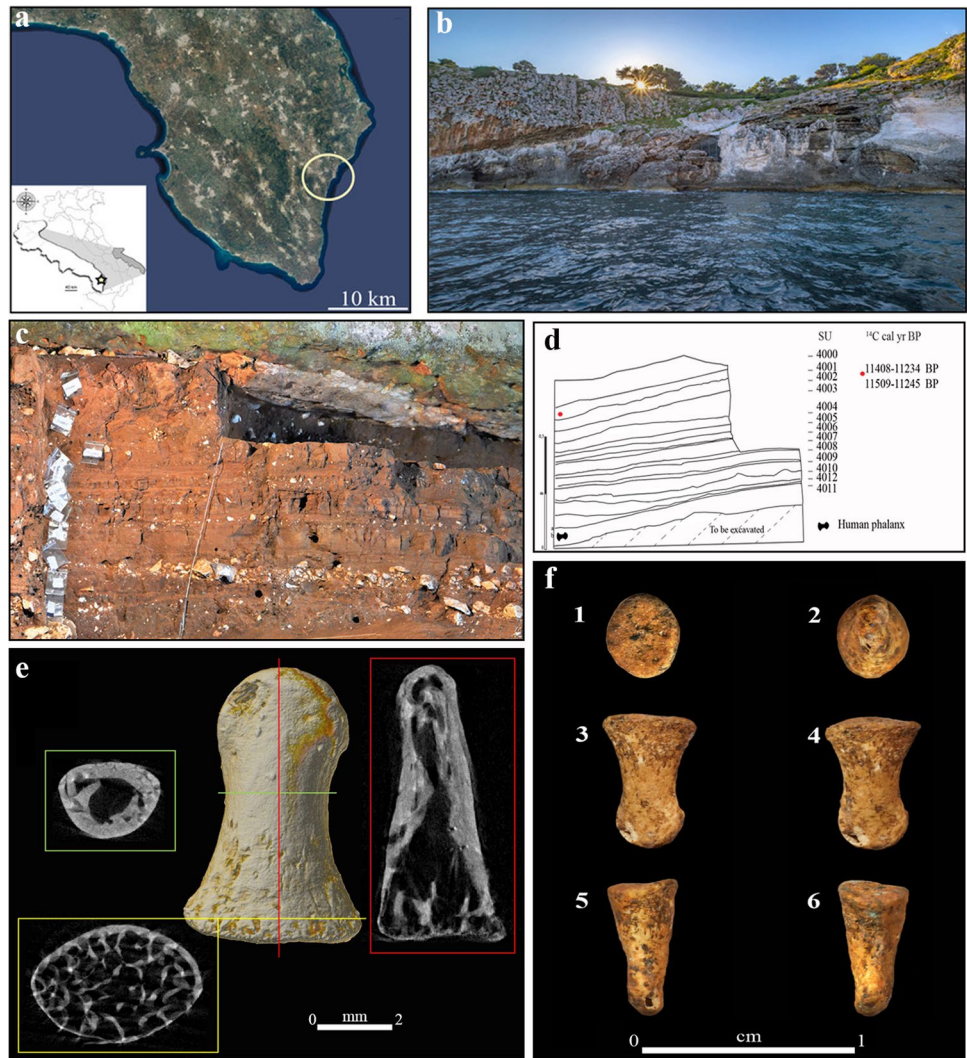 a
10 km
b
c
d
SU
¹⁴C cal yr BP
4000
4001
4002
4003
11408-11234 BP
11509-11245 BP
4004
4005
4006
4007
4008
4009
4010
4012
4011
To be excavated
Human phalanx
e
0 mm 2
f
1 2
3 4
5 6
0 cm 1